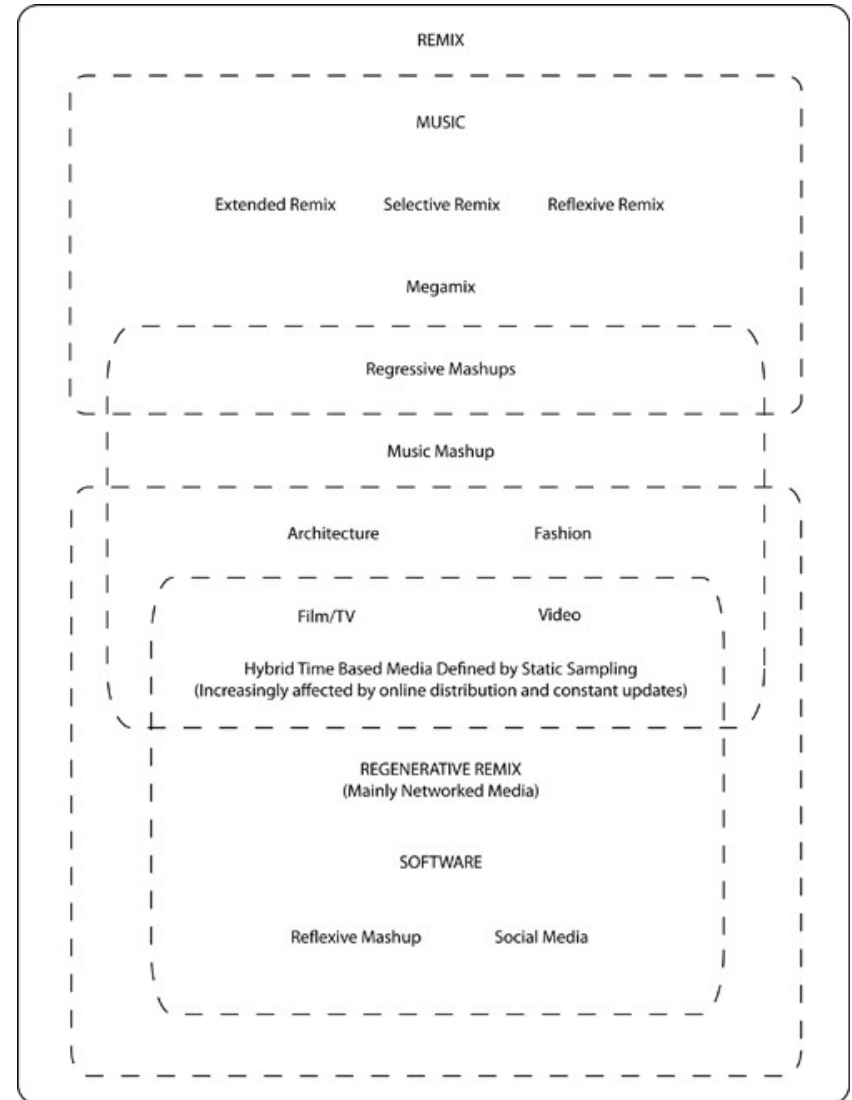 REMIX
MUSIC
Extended Remix Selective Remix Reflexive Remix
Megamix
Regressive Mashups
Music Mashup
Architecture Fashion
Film/TV Video
Hybrid Time Based Media Defined by Static Sampling
(Increasingly affected by online distribution and constant updates)
REGENERATIVE REMIX
(Mainly Networked Media)
SOFTWARE
Reflexive Mashup Social Media